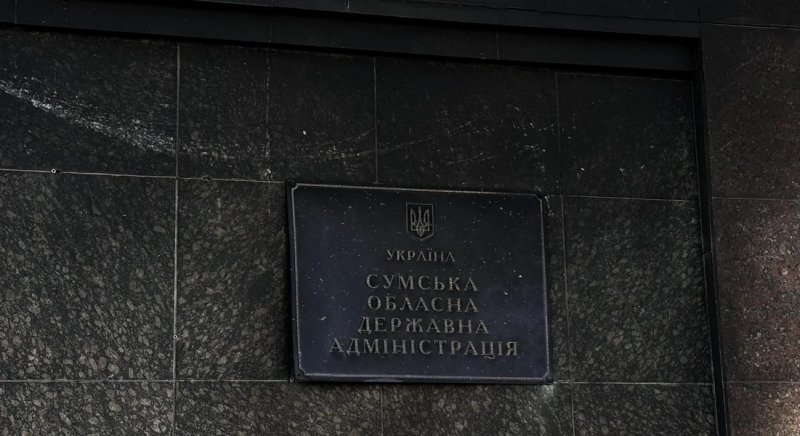 УКРАЇНА
СУМСЬКА
ОБЛАСНА
ДЕРЖАВНА
АДМІНІСТРАЦІЯ